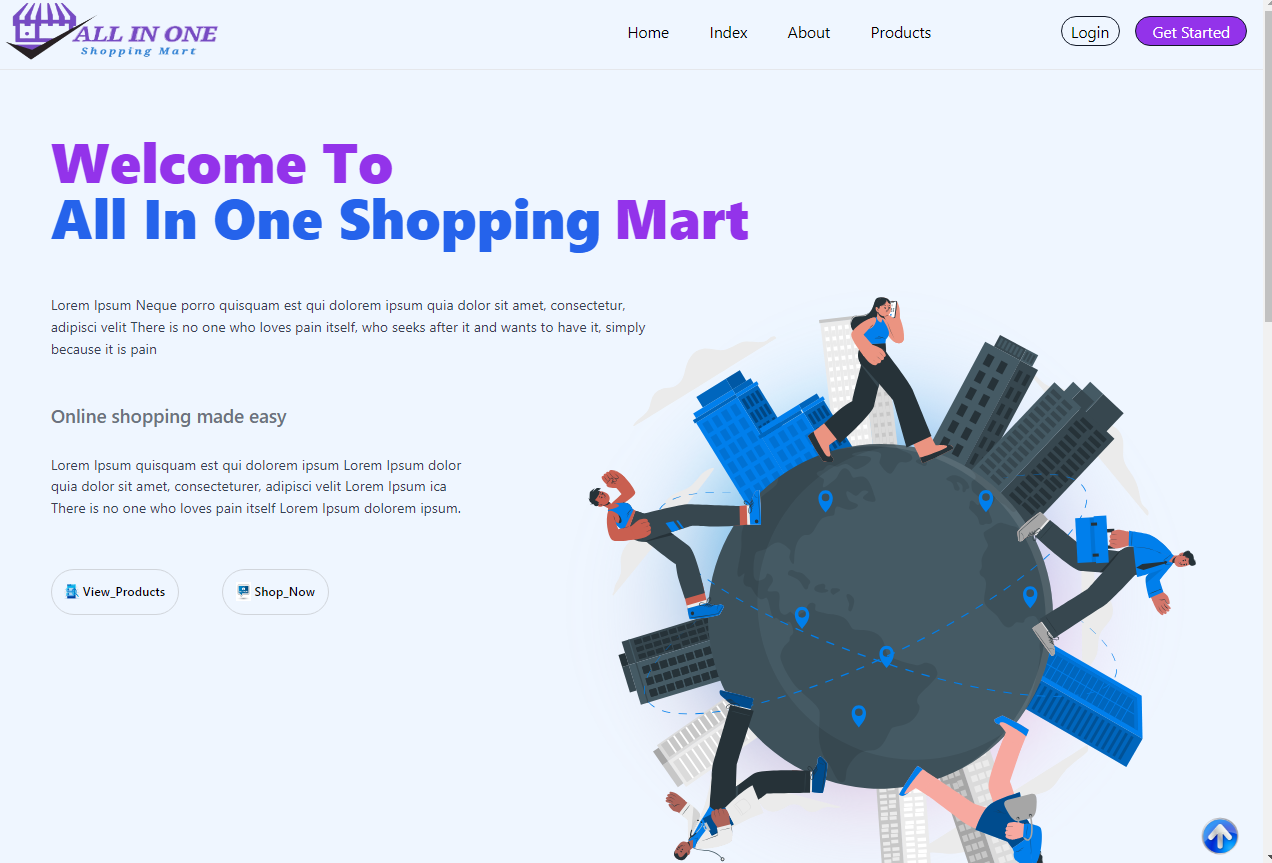 ALL IN ONE
Shopping Mart
Home Index About Products Login Get Started
Welcome To
All In One Shopping Mart
Lorem Ipsum Neque porro quisquam est qui dolorem ipsum quia dolor sit amet, consectetur,
adipisci velit There is no one who loves pain itself, who seeks after it and wants to have it, simply
because it is pain
Online shopping made easy
Lorem Ipsum quisquam est qui dolorem ipsum Lorem Ipsum dolor
quia dolor sit amet, consecteturer, adipisci velit Lorem Ipsum ica
There is no one who loves pain itself Lorem Ipsum dolorem ipsum.
View_Products Shop_Now